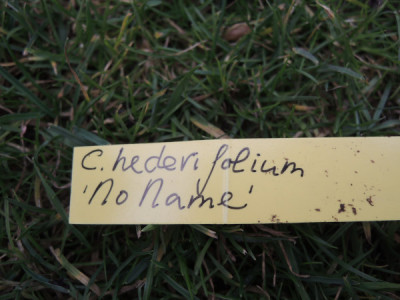 C. hederifolium
'No Name'